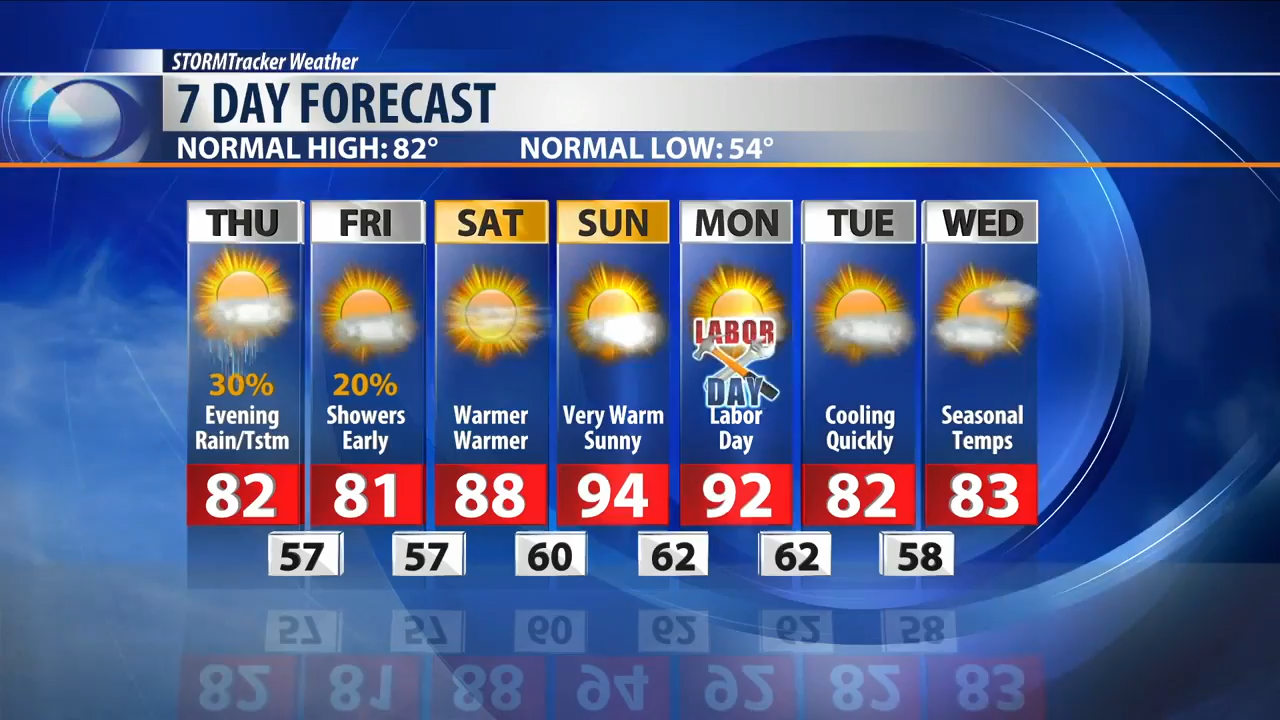 STORMTracker Weather
7 DAY FORECAST
NORMAL HIGH: 82° NORMAL LOW: 54°
THU FRI SAT SUN MON TUE WED
LABOR
DAY
30% 20%
Evening Showers Warmer Very Warm Labor Cooling Seasonal
Rain/Tstm Early Warmer Sunny Day Quickly Temps
82 81 88 94 92 82 83
57 57 60 62 62 58